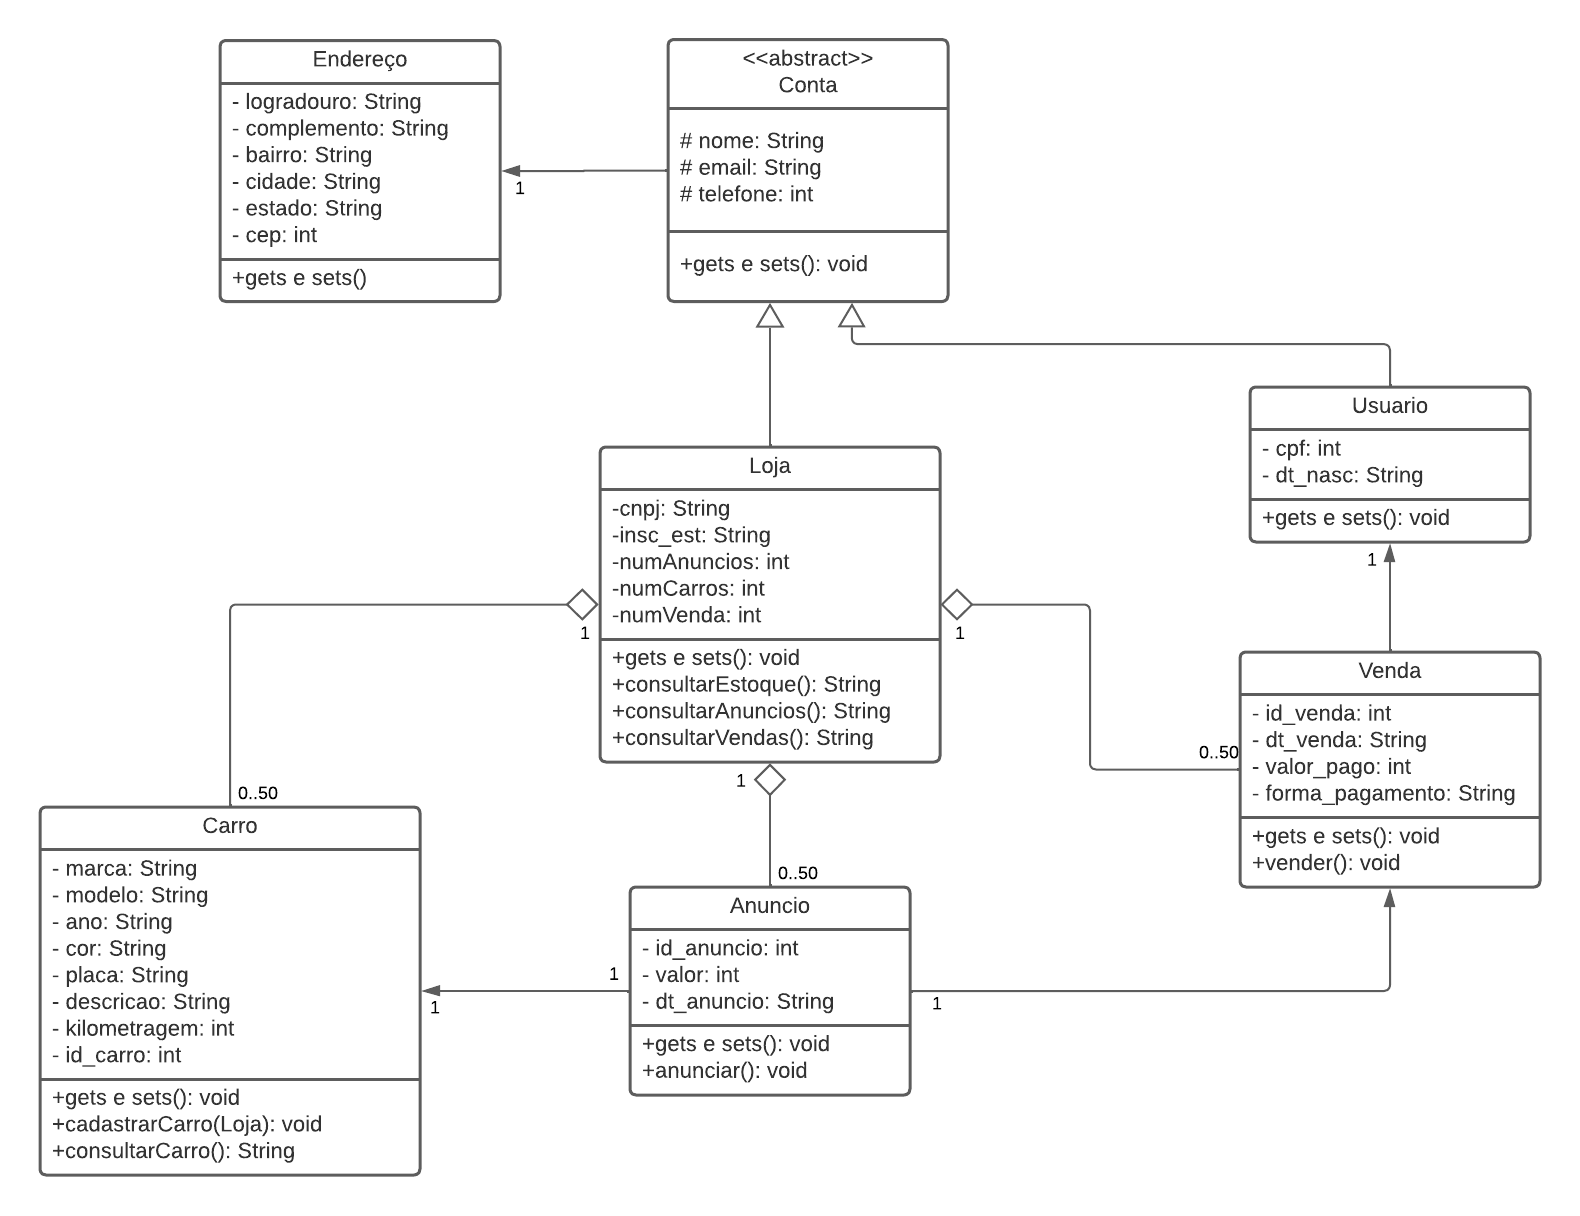 Endereço
- logradouro: String
- complemento: String
- bairro: String
- cidade: String
- estado: String
- cep: int
+gets e sets()
1
<<abstract>>
Conta
# nome: String
# email: String
# telefone: int
+gets e sets(): void
Usuario
- cpf: int
- dt_nasc: String
+gets e sets(): void
1
Loja
-cnpj: String
-insc_est: String
-numAnuncios: int
-numCarros: int
-numVenda: int
+gets e sets(): void
+consultarEstoque(): String
+consultarAnuncios(): String
+consultarVendas(): String
1
1
1
0..50
0..50
0..50
Venda
- id_venda: int
- dt_venda: String
- valor_pago: int
- forma_pagamento: String
+gets e sets(): void
+vender(): void
Carro
- marca: String
- modelo: String
- ano: String
- cor: String
- placa: String
- descricao: String
- kilometragem: int
- id_carro: int
+gets e sets(): void
+cadastrarCarro(Loja): void
+consultarCarro(): String
1
1
Anuncio
- id_anuncio: int
- valor: int
- dt_anuncio: String
+gets e sets(): void
+anunciar(): void
1